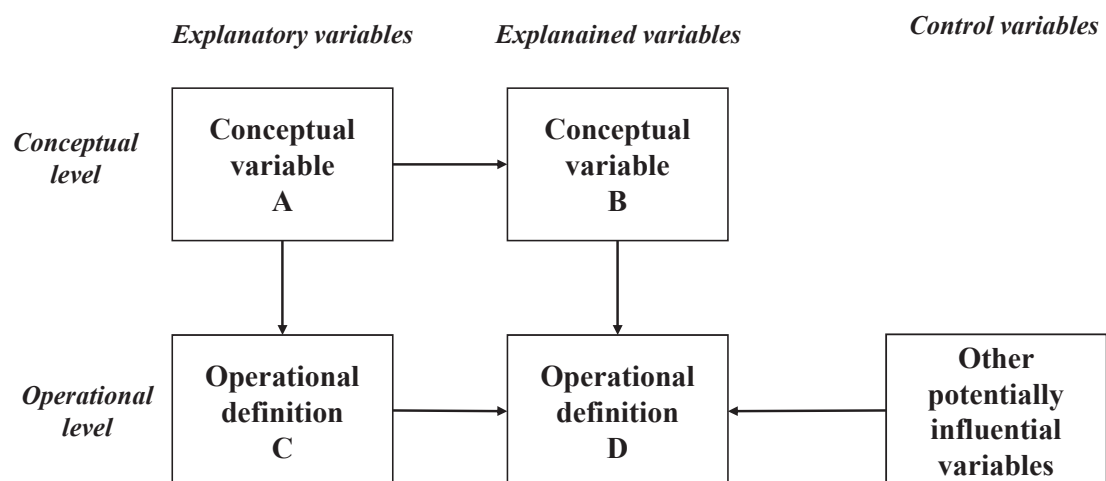 Explanatory variables
Explanained variables
Control variables
Conceptual
level
Conceptual
variable
A
Conceptual
variable
B
Operational
level
Operational
definition
C
Operational
definition
D
Other
potentially
influential
variables